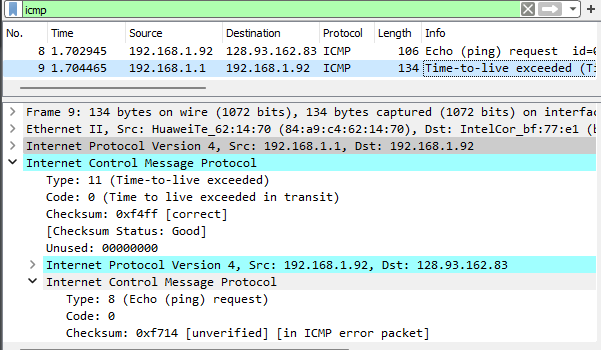 icmp
No. Time Source Destination Protocol Length Info
8 1.702945 192.168.1.92 128.93.162.83 ICMP 106 Echo (ping) request id=0
9 1.704465 192.168.1.1 192.168.1.92 ICMP 134 Time-to-live exceeded (Ti
Frame 9: 134 bytes on wire (1072 bits), 134 bytes captured (1072 bits) on interfac
Ethernet II, Src: HuaweiTe_62:14:70 (84:a9:c4:62:14:70), Dst: IntelCor_bf:77:e1 (b
Internet Protocol Version 4, Src: 192.168.1.1, Dst: 192.168.1.92
Internet Control Message Protocol
Type: 11 (Time-to-live exceeded)
Code: 0 (Time to live exceeded in transit)
Checksum: 0xf4ff [correct]
[Checksum Status: Good]
Unused: 00000000
Internet Protocol Version 4, Src: 192.168.1.92, Dst: 128.93.162.83
Internet Control Message Protocol
Type: 8 (Echo (ping) request)
Code: 0
Checksum: 0xf714 [unverified] [in ICMP error packet]